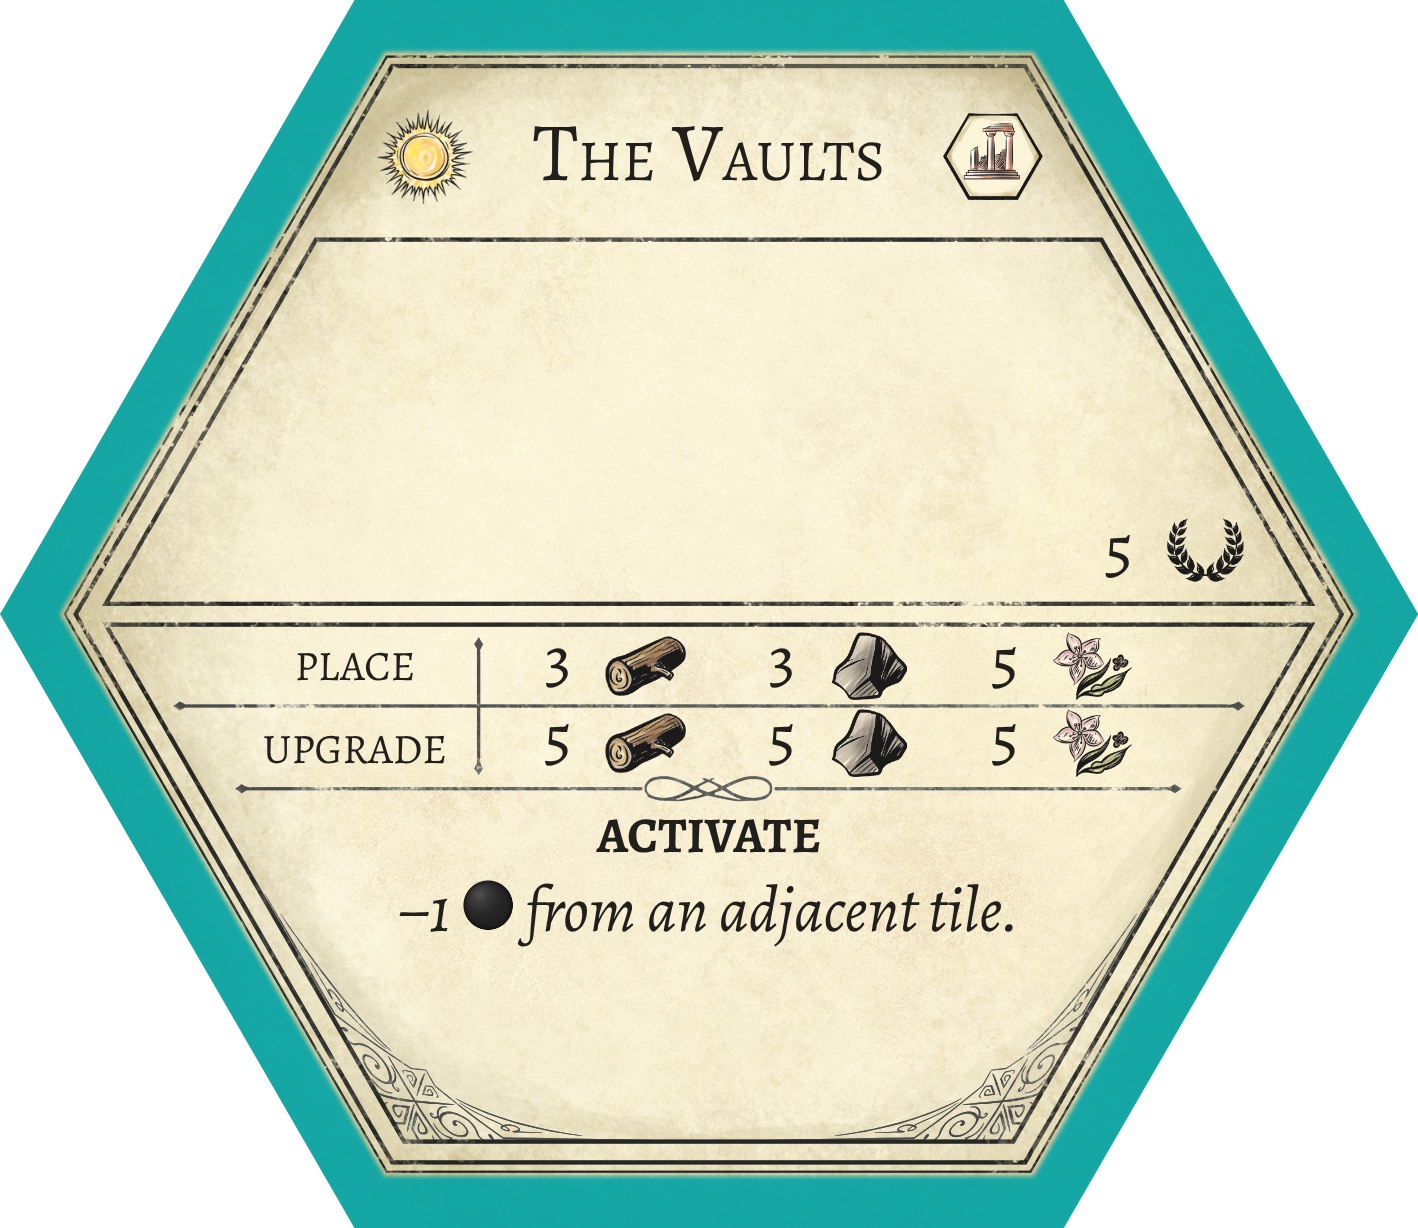 The Vaults
5
PLACE 3 3 5
UPGRADE 5 5 5
ACTIVATE
–1 from an adjacent tile.